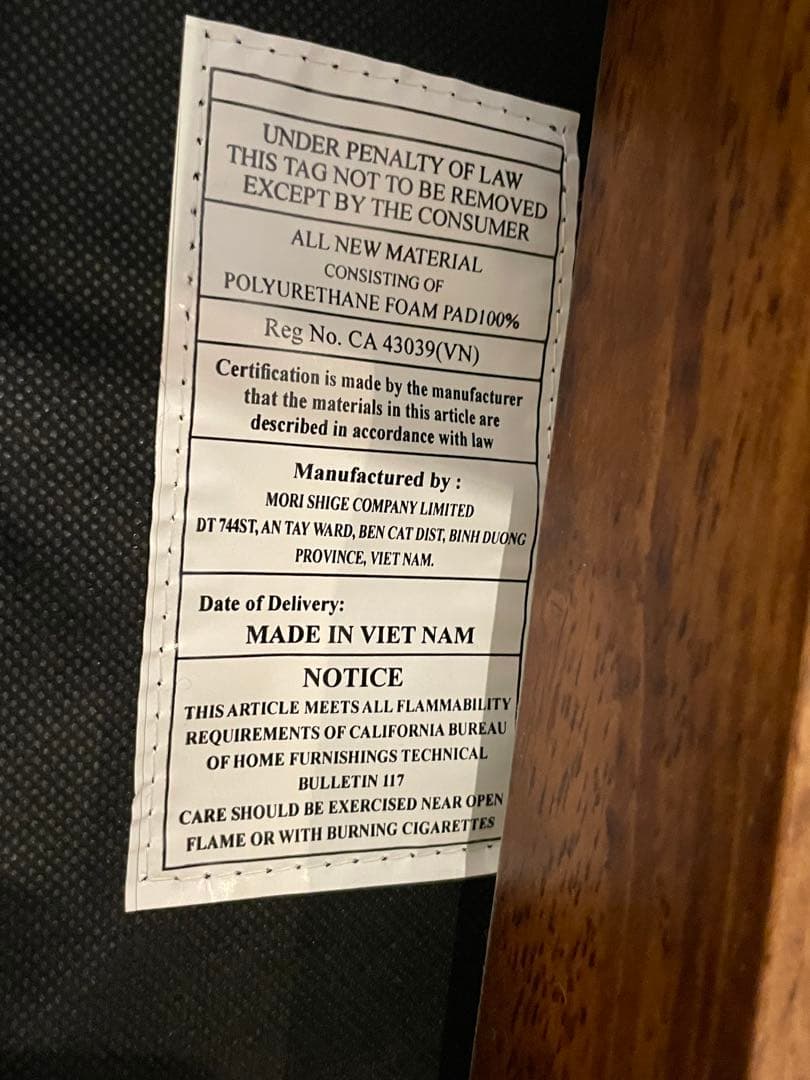 UNDER PENALTY OF LAW
THIS TAG NOT TO BE REMOVED
EXCEPT BY THE CONSUMER
ALL NEW MATERIAL
CONSISTING OF
POLYURETHANE FOAM PAD100%
Reg No. CA 43039(VN)
Certification is made by the manufacturer
that the materials in this article are
described in accordance with law
Manufactured by :
MORI SHIGE COMPANY LIMITED
DT 744ST, AN TAY WARD, BEN CAT DIST, BINH DUONG
PROVINCE, VIET NAM.
Date of Delivery:
MADE IN VIET NAM
NOTICE
THIS ARTICLE MEETS ALL FLAMMABILITY
REQUIREMENTS OF CALIFORNIA BUREAU
OF HOME FURNISHINGS TECHNICAL
BULLETIN 117
CARE SHOULD BE EXERCISED NEAR OPEN
FLAME OR WITH BURNING CIGARETTES